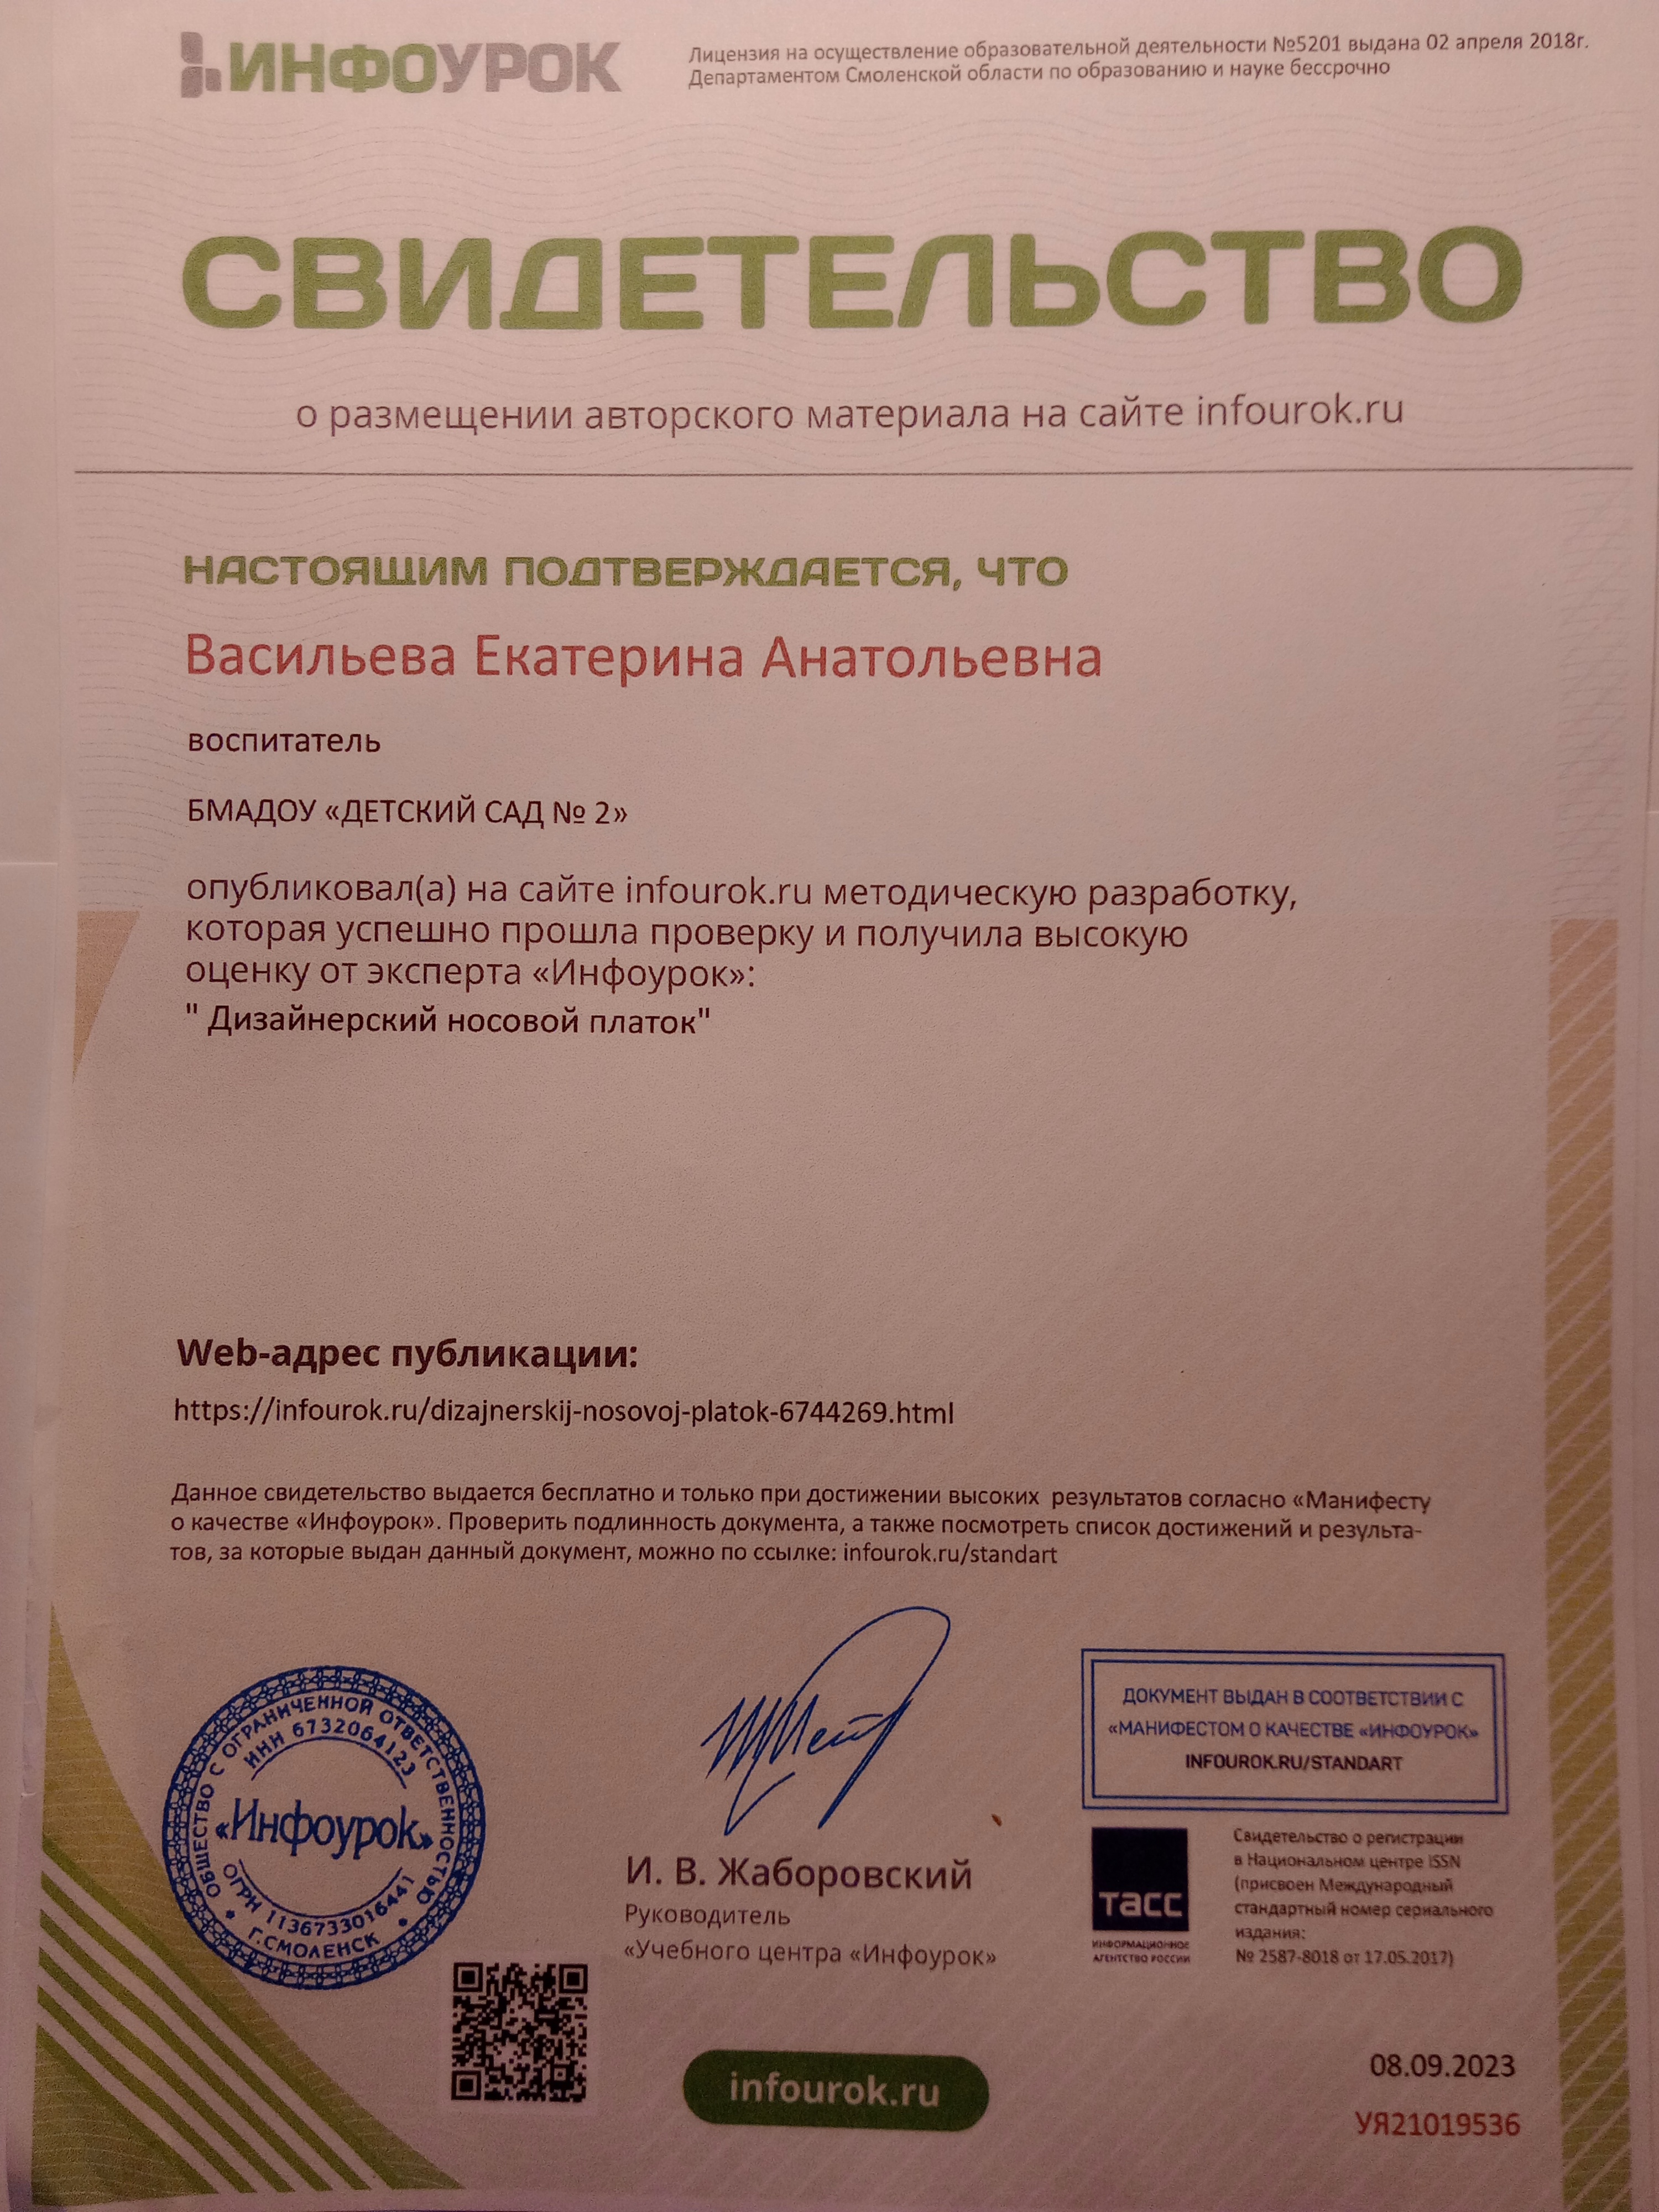 ИНФОУРОК
Лицензия на осуществление образовательной деятельности №5201 выдана 02 апреля 2018г.
Департаментом Смоленской области по образованию и науке бессрочно
СВИДЕТЕЛЬСТВО
о размещении авторского материала на сайте infourok.ru
НАСТОЯЩИМ ПОДТВЕРЖДАЕТСЯ, ЧТО
Васильева Екатерина Анатольевна
воспитатель
БМАДОУ «ДЕТСКИЙ САД № 2»
опубликовал(а) на сайте infourok.ru методическую разработку,
которая успешно прошла проверку и получила высокую
оценку от эксперта «Инфоурок»:
" Дизайнерский носовой платок"
Web-адрес публикации:
https://infourok.ru/dizajnerskij-nosovoj-platok-6744269.html
Данное свидетельство выдается бесплатно и только при достижении высоких результатов согласно «Манифесту
о качестве «Инфоурок». Проверить подлинность документа, а также посмотреть список достижений и результа-
тов, за которые выдан данный документ, можно по ссылке: infourok.ru/standart
ОБЩЕСТВО С ОГРАНИЧЕННОЙ ОТВЕТСТВЕННОСТЬЮ
ИНН 6732064123
«Инфоурок»
ОГРН 1136733016441
Г.СМОЛЕНСК
И. В. Жаборовский
Руководитель
«Учебного центра «Инфоурок»
ДОКУМЕНТ ВЫДАН В СООТВЕТСТВИИ С
«МАНИФЕСТОМ О КАЧЕСТВЕ «ИНФОУРОК»
INFOUROK.RU/STANDART
ТАСС
ИНФОРМАЦИОННОЕ
АГЕНТСТВО РОССИИ
Свидетельство о регистрации
в Национальном центре ISSN
(присвоен Международный
стандартный номер сериального
издания:
№ 2587-8018 от 17.05.2017)
infourok.ru
08.09.2023
УЯ21019536